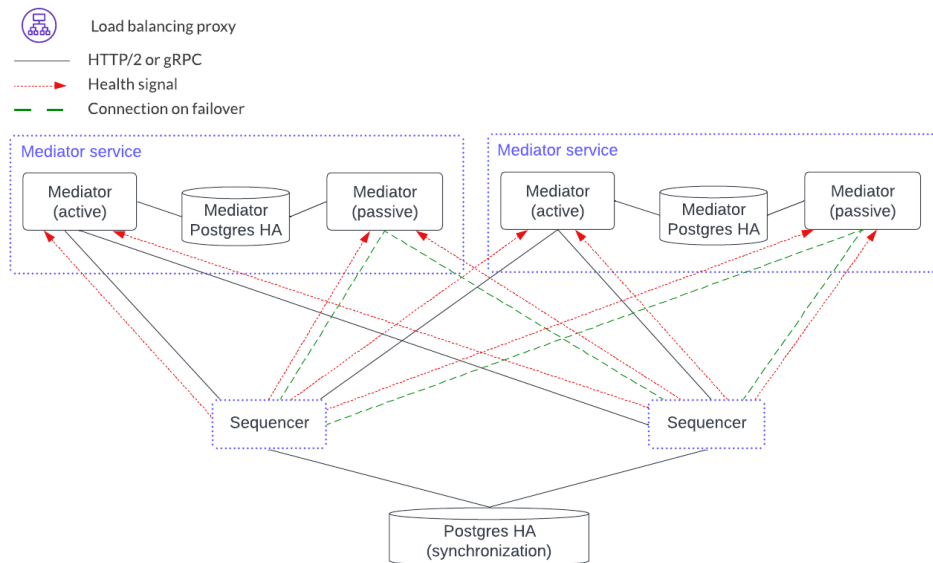 Load balancing proxy
HTTP/2 or gRPC
Health signal
Connection on failover
Mediator service
Mediator
(active)
Mediator
Postgres HA
Mediator
(passive)
Mediator service
Mediator
(active)
Mediator
Postgres HA
Mediator
(passive)
Sequencer
Sequencer
Postgres HA
(synchronization)